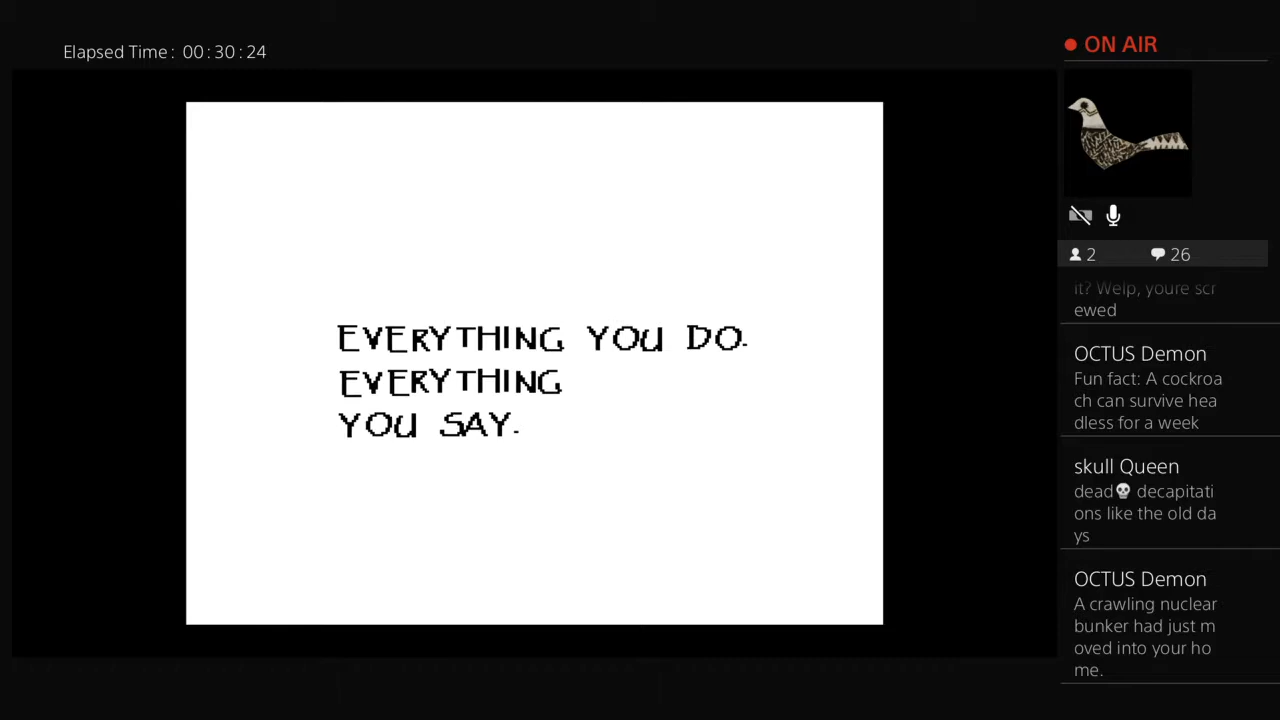 Elapsed Time: 00:30:24
ON AIR
EVERYTHING YOU DO.
EVERYTHING
YOU SAY.
2 26
it? Welp, youre scr
ewed
OCTUS Demon
Fun fact: A cockroa
ch can survive hea
dless for a week
skull Queen
dead💀 decapitati
ons like the old da
ys
OCTUS Demon
A crawling nuclear
bunker had just m
oved into your ho
me.